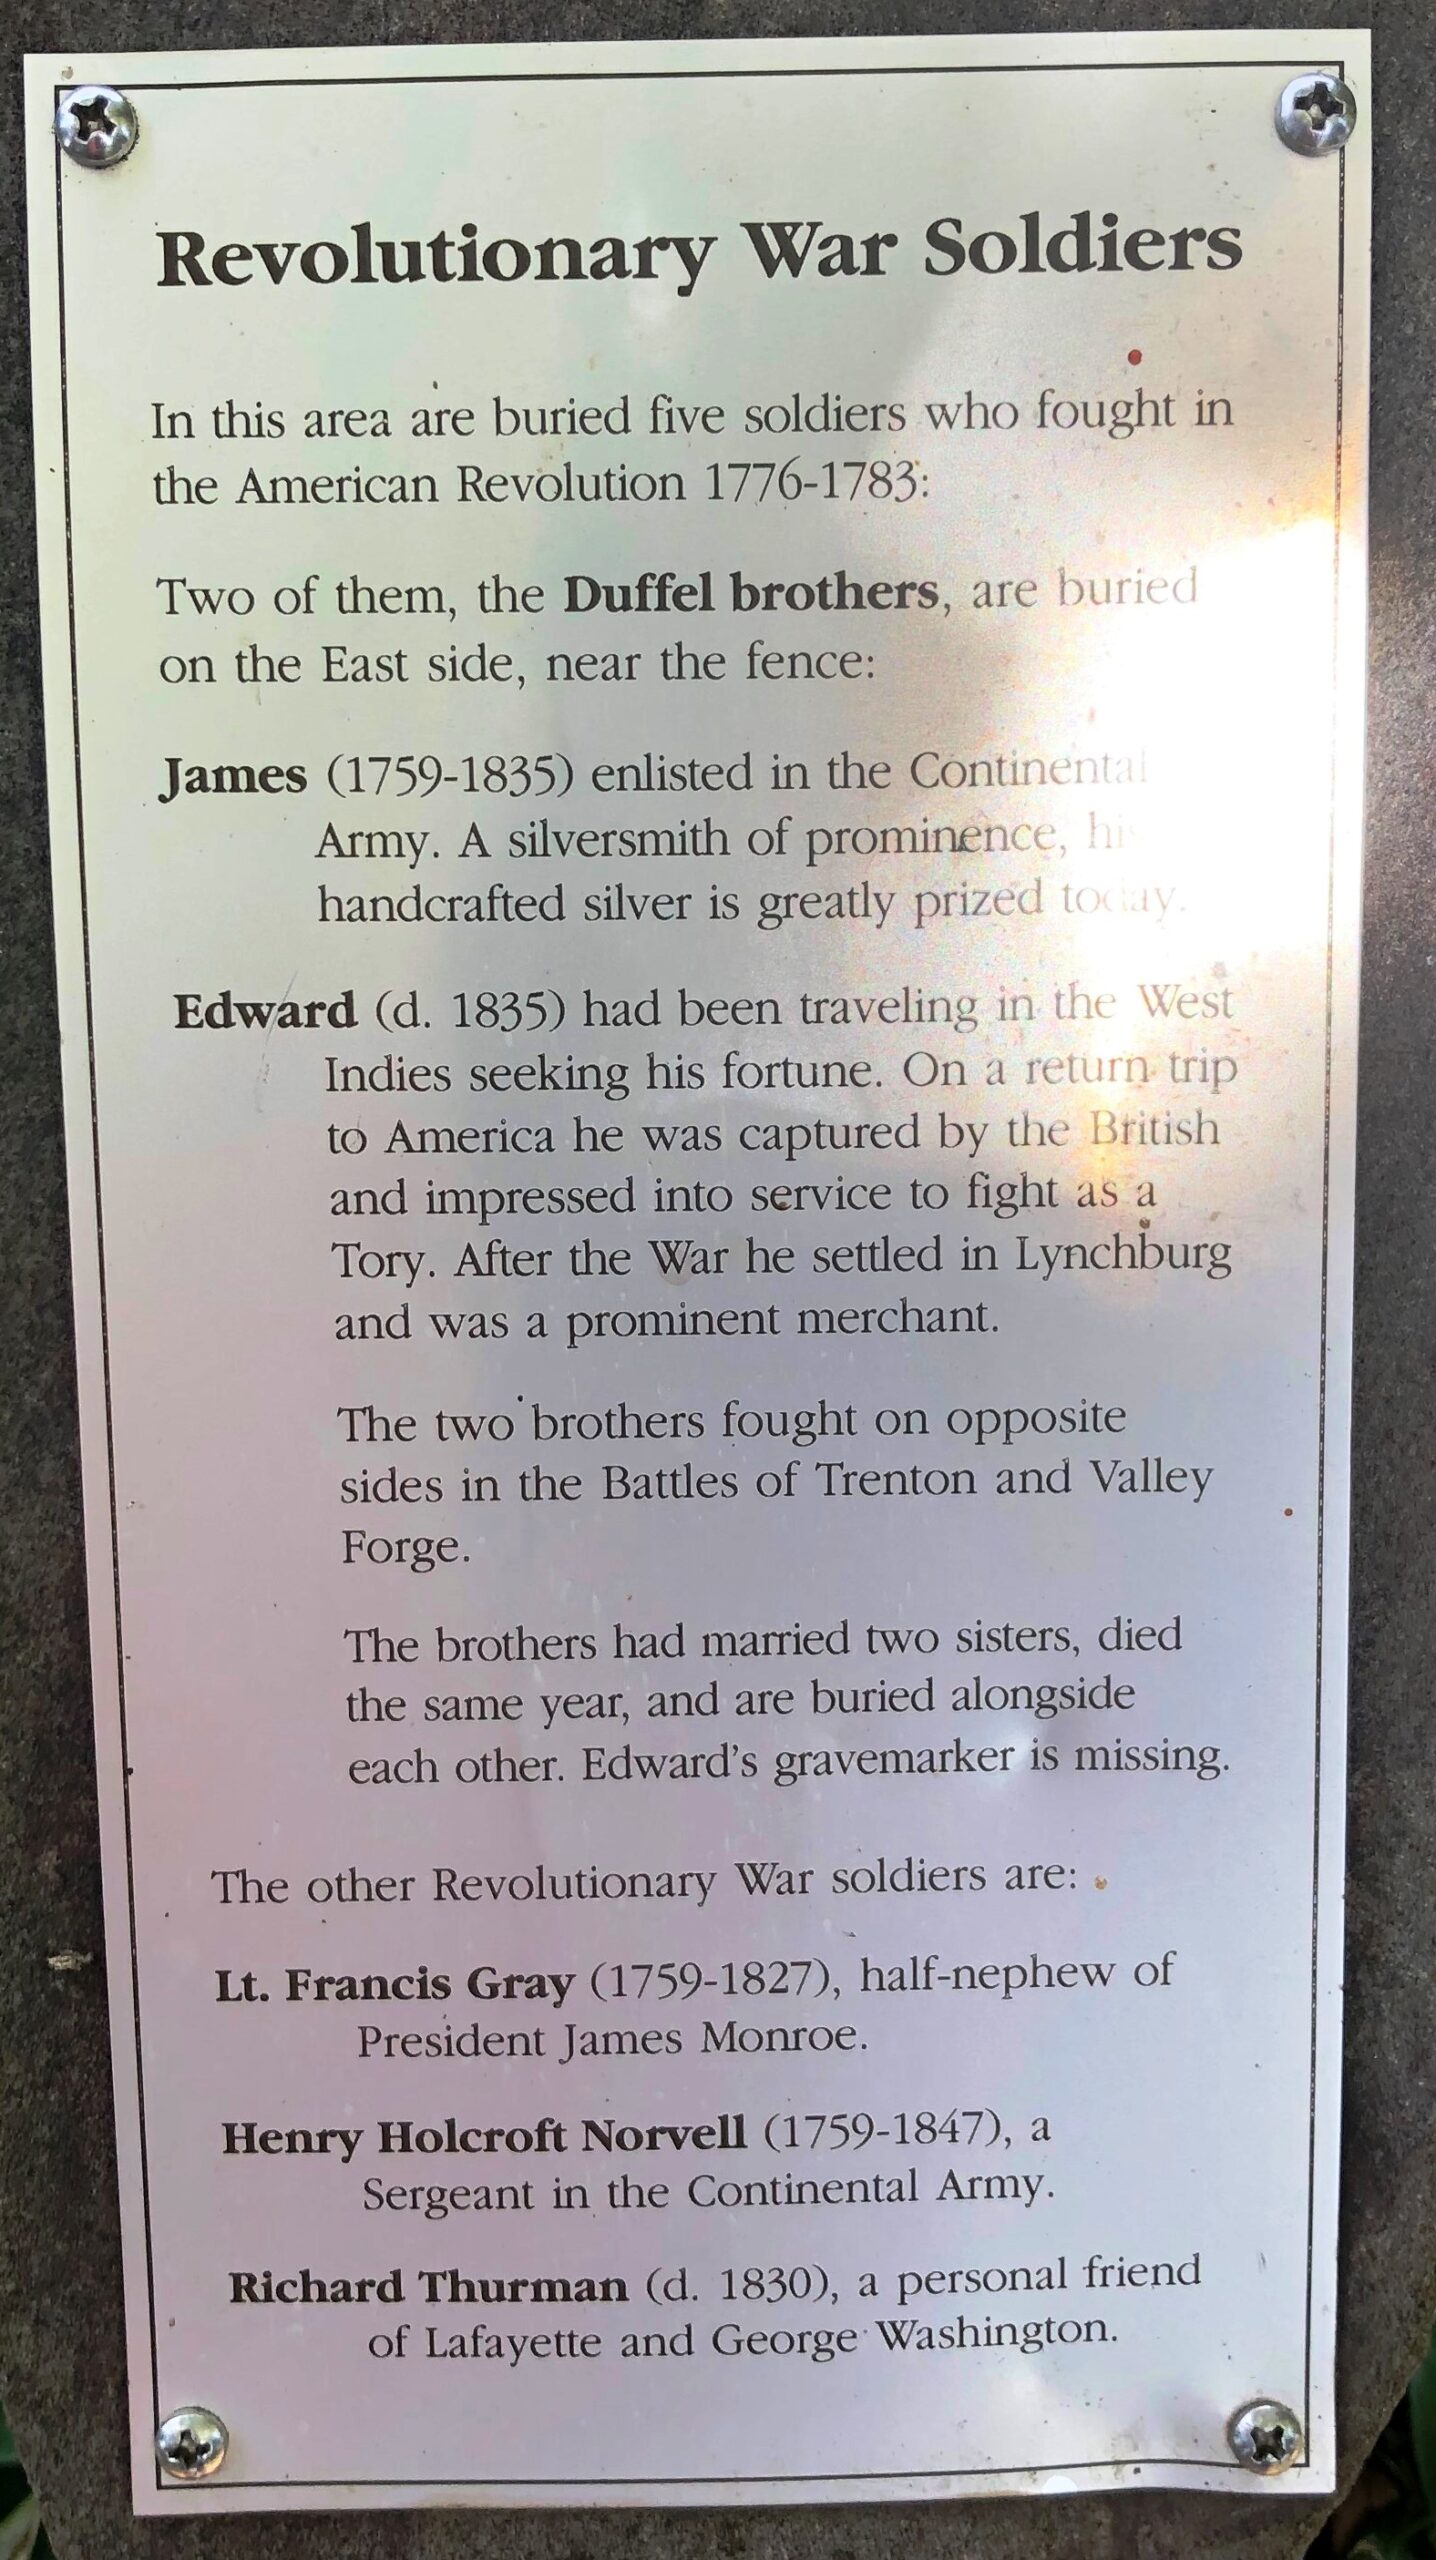 Revolutionary War Soldiers
In this area are buried five soldiers who fought in
the American Revolution 1776-1783:
Two of them, the Duffel brothers, are buried
on the East side, near the fence:
James (1759-1835) enlisted in the Continental
Army. A silversmith of prominence, his
handcrafted silver is greatly prized today.
Edward (d. 1835) had been traveling in the West
Indies seeking his fortune. On a return trip
to America he was captured by the British
and impressed into service to fight as a
Tory. After the War he settled in Lynchburg
and was a prominent merchant.
The two brothers fought on opposite
sides in the Battles of Trenton and Valley
Forge.
The brothers had married two sisters, died
the same year, and are buried alongside
each other. Edward's gravemarker is missing.
The other Revolutionary War soldiers are:
Lt. Francis Gray (1759-1827), half-nephew of
President James Monroe.
Henry Holcroft Norvell (1759-1847), a
Sergeant in the Continental Army.
Richard Thurman (d. 1830), a personal friend
of Lafayette and George Washington.